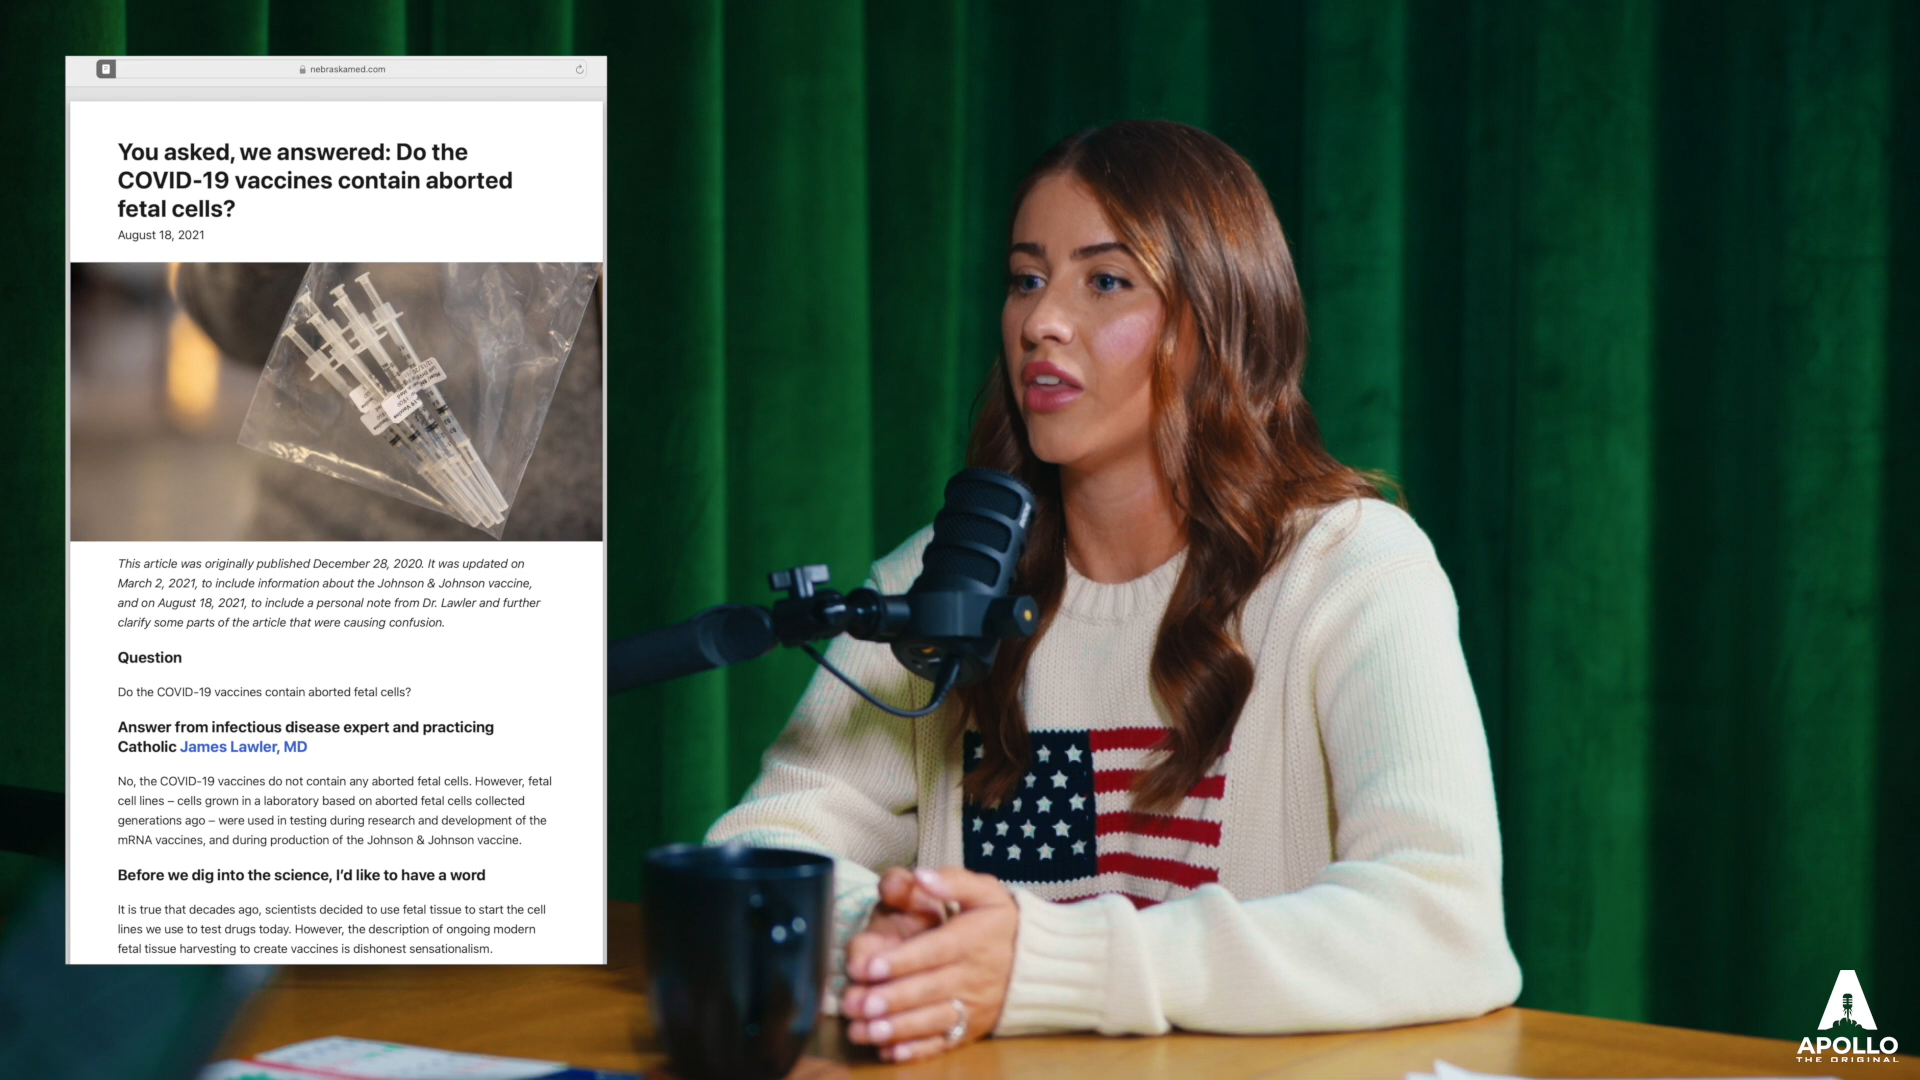 nebraskamed.com
You asked, we answered: Do the
COVID-19 vaccines contain aborted
fetal cells?
August 18, 2021
This article was originally published December 28, 2020. It was updated on
March 2, 2021, to include information about the Johnson & Johnson vaccine,
and on August 18, 2021, to include a personal note from Dr. Lawler and further
clarify some parts of the article that were causing confusion.
Question
Do the COVID-19 vaccines contain aborted fetal cells?
Answer from infectious disease expert and practicing
Catholic James Lawler, MD
No, the COVID-19 vaccines do not contain any aborted fetal cells. However, fetal
cell lines – cells grown in a laboratory based on aborted fetal cells collected
generations ago – were used in testing during research and development of the
mRNA vaccines, and during production of the Johnson & Johnson vaccine.
Before we dig into the science, I'd like to have a word
It is true that decades ago, scientists decided to use fetal tissue to start the cell
lines we use to test drugs today. However, the description of ongoing modern
fetal tissue harvesting to create vaccines is dishonest sensationalism.
APOLLO
THE ORIGINAL